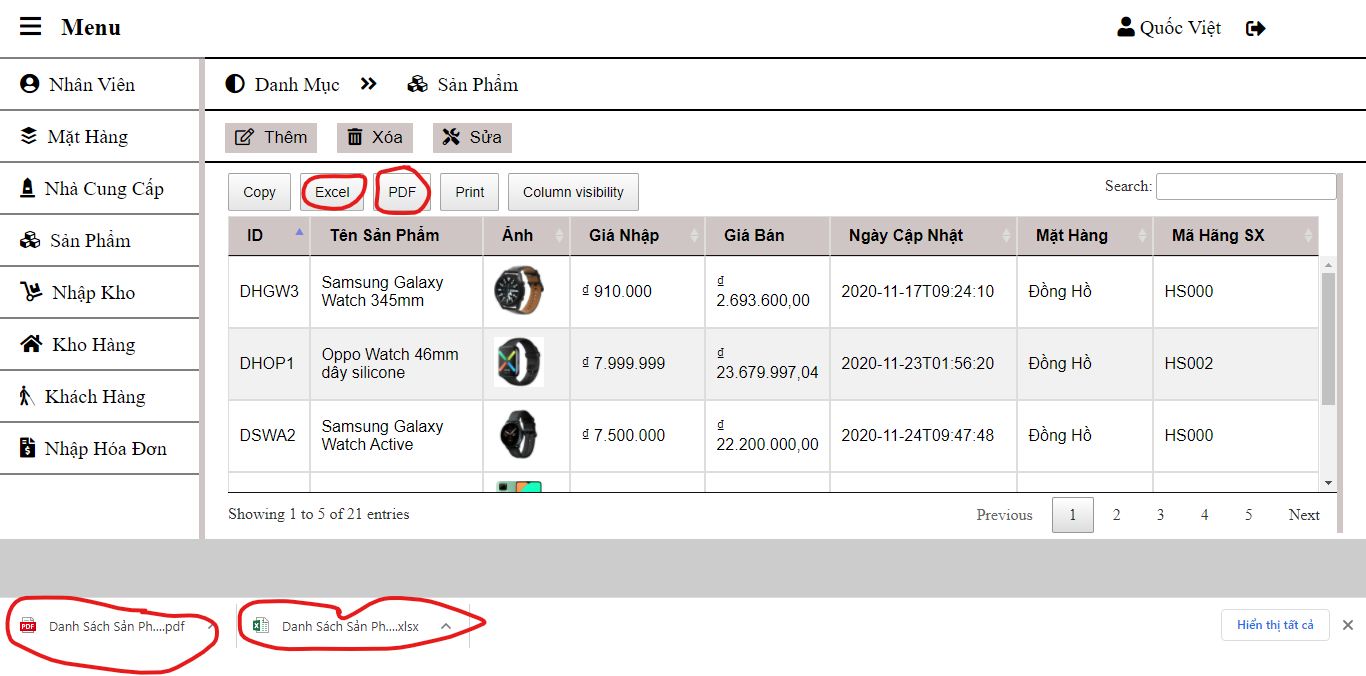 Menu
Quốc Việt
Nhân Viên
Mặt Hàng
Nhà Cung Cấp
Sản Phẩm
Nhập Kho
Kho Hàng
Khách Hàng
Nhập Hóa Đơn
Danh Mục » Sản Phẩm
Thêm Xóa Sửa
Copy Excel PDF Print Column visibility
Search:
ID Tên Sản Phẩm Ảnh Giá Nhập Giá Bán Ngày Cập Nhật Mặt Hàng Mã Hãng SX
DHGW3 Samsung Galaxy Watch 345mm ₫ 910.000 ₫ 2.693.600,00 2020-11-17T09:24:10 Đồng Hồ HS000
DHOP1 Oppo Watch 46mm dây silicone ₫ 7.999.999 ₫ 23.679.997,04 2020-11-23T01:56:20 Đồng Hồ HS002
DSWA2 Samsung Galaxy Watch Active ₫ 7.500.000 ₫ 22.200.000,00 2020-11-24T09:47:48 Đồng Hồ HS000
Showing 1 to 5 of 21 entries
Previous 1 2 3 4 5 Next
PDF Danh Sách Sản Ph....pdf
Danh Sách Sản Ph....xlsx
Hiển thị tất cả